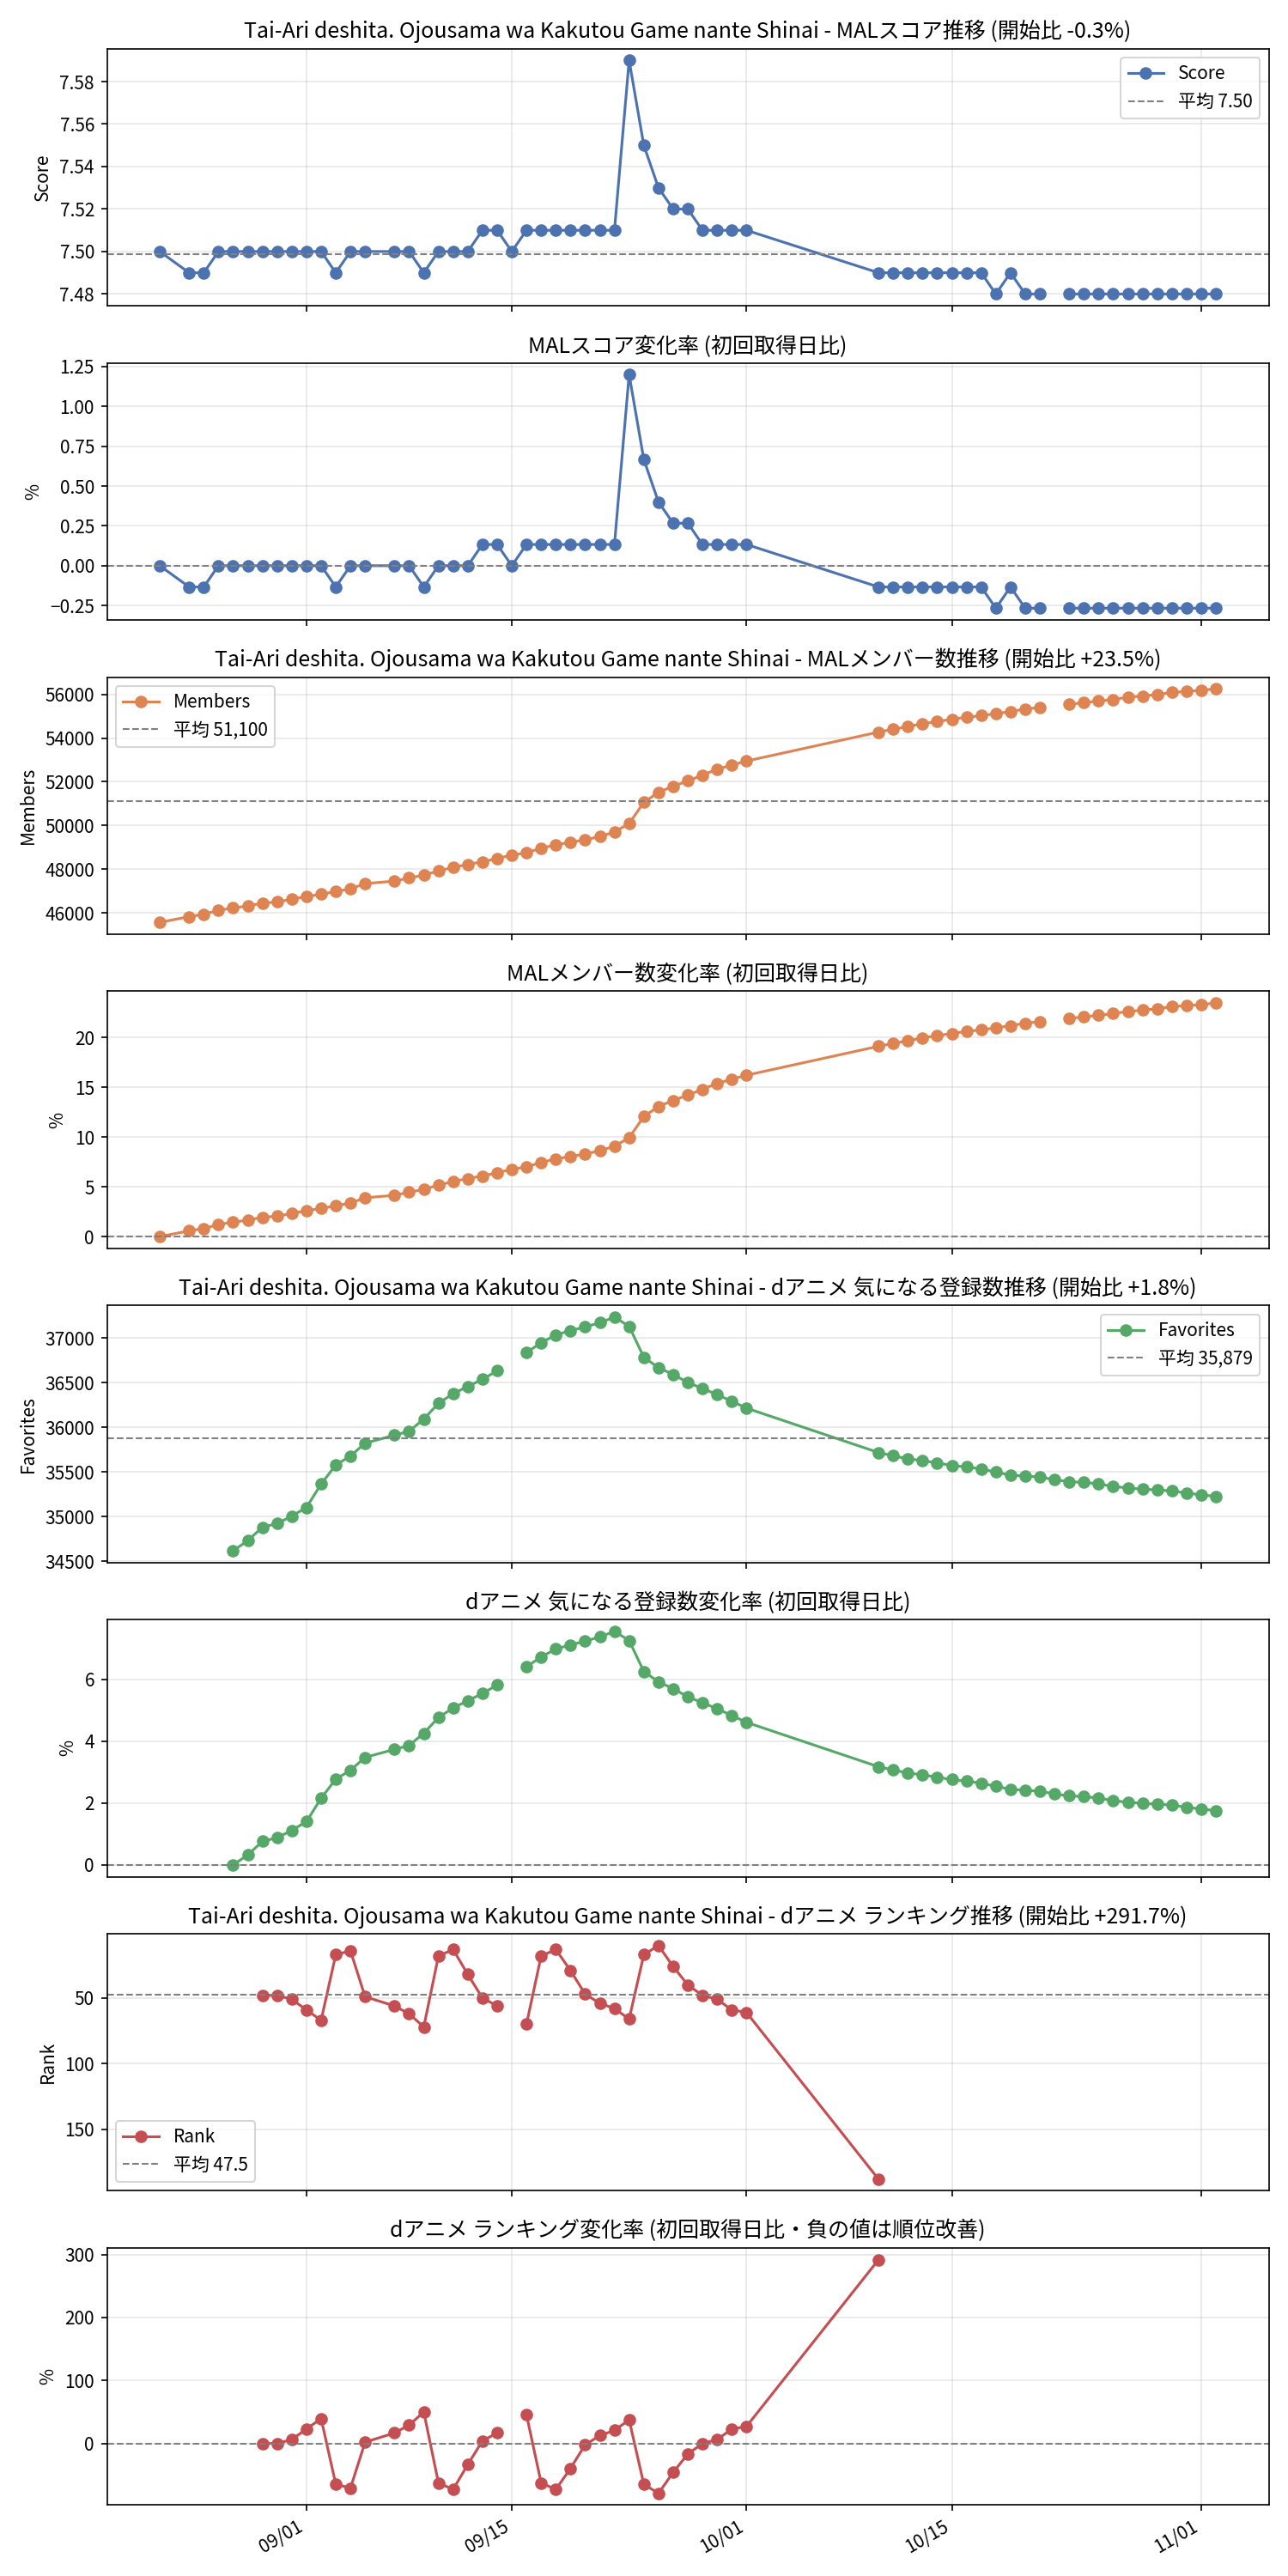 Tai-Ari deshita. Ojousama wa Kakutou Game nante Shinai - MALスコア推移 (開始比 -0.3%)
Score
7.58
7.56
7.54
7.52
7.50
7.48
Score
平均 7.50
MALスコア変化率 (初回取得日比)
%
1.25
1.00
0.75
0.50
0.25
0.00
−0.25
Tai-Ari deshita. Ojousama wa Kakutou Game nante Shinai - MALメンバー数推移 (開始比 +23.5%)
Members
56000
54000
52000
50000
48000
46000
Members
平均 51,100
MALメンバー数変化率 (初回取得日比)
%
20
15
10
5
0
Tai-Ari deshita. Ojousama wa Kakutou Game nante Shinai - dアニメ 気になる登録数推移 (開始比 +1.8%)
Favorites
37000
36500
36000
35500
35000
34500
Favorites
平均 35,879
dアニメ 気になる登録数変化率 (初回取得日比)
%
6
4
2
0
Tai-Ari deshita. Ojousama wa Kakutou Game nante Shinai - dアニメ ランキング推移 (開始比 +291.7%)
Rank
50
100
150
Rank
平均 47.5
dアニメ ランキング変化率 (初回取得日比・負の値は順位改善)
%
300
200
100
0
09/01
09/15
10/01
10/15
11/01